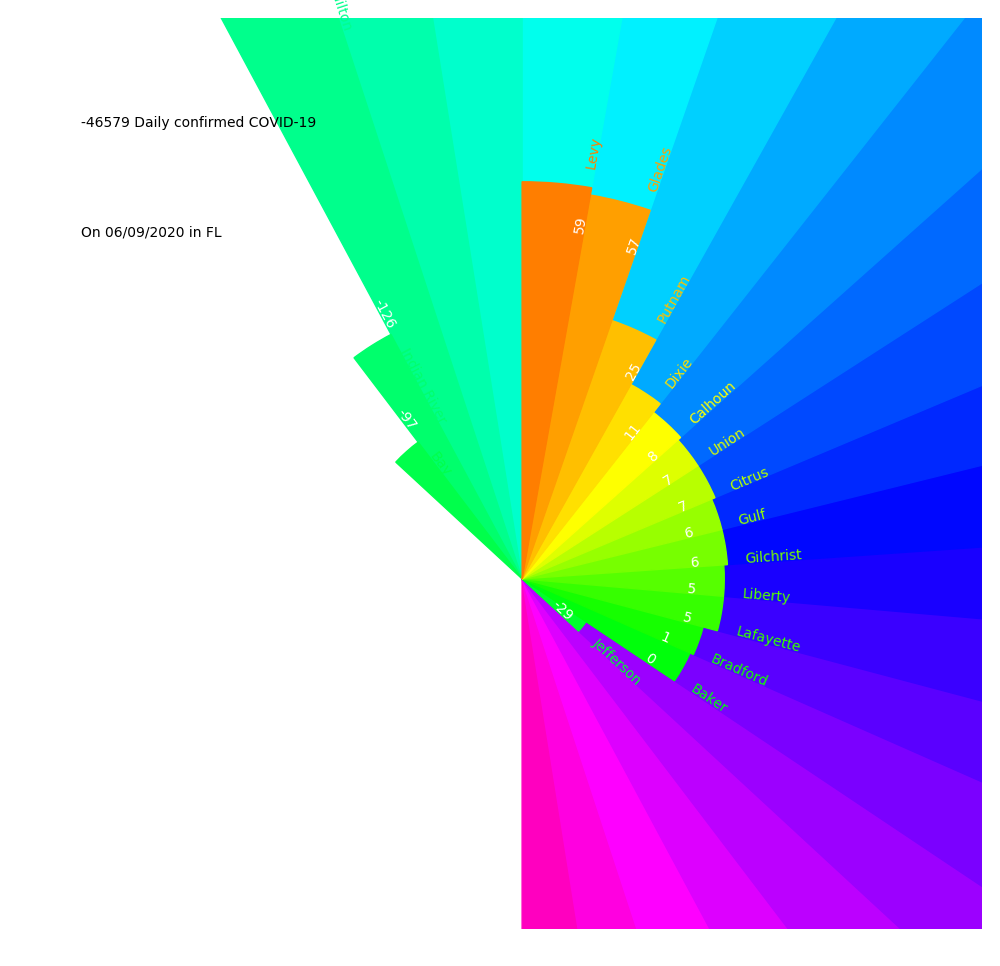 -46579 Daily confirmed COVID-19
On 06/09/2020 in FL
Levy
59
Glades
57
Putnam
25
Dixie
11
Calhoun
8
Union
7
Citrus
7
Gulf
6
Gilchrist
6
Liberty
5
Lafayette
5
Bradford
1
Baker
0
Jefferson
-29
-97
-126